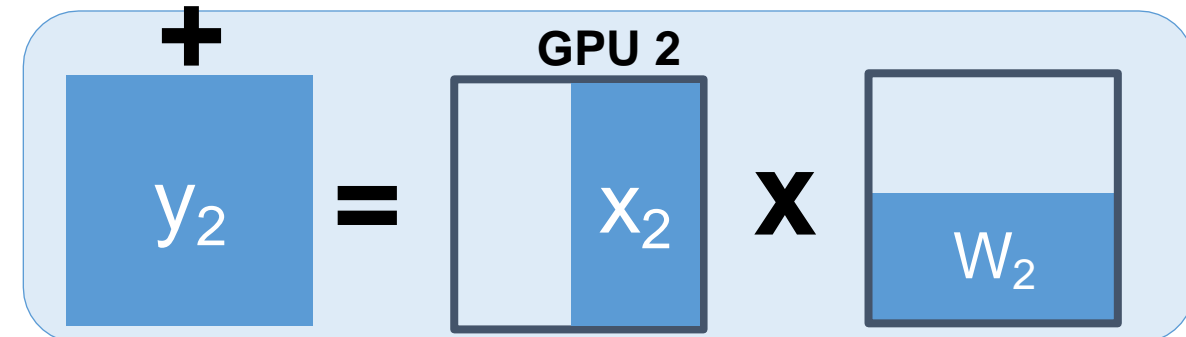 +
GPU 2
y₂ = x₂ x W₂